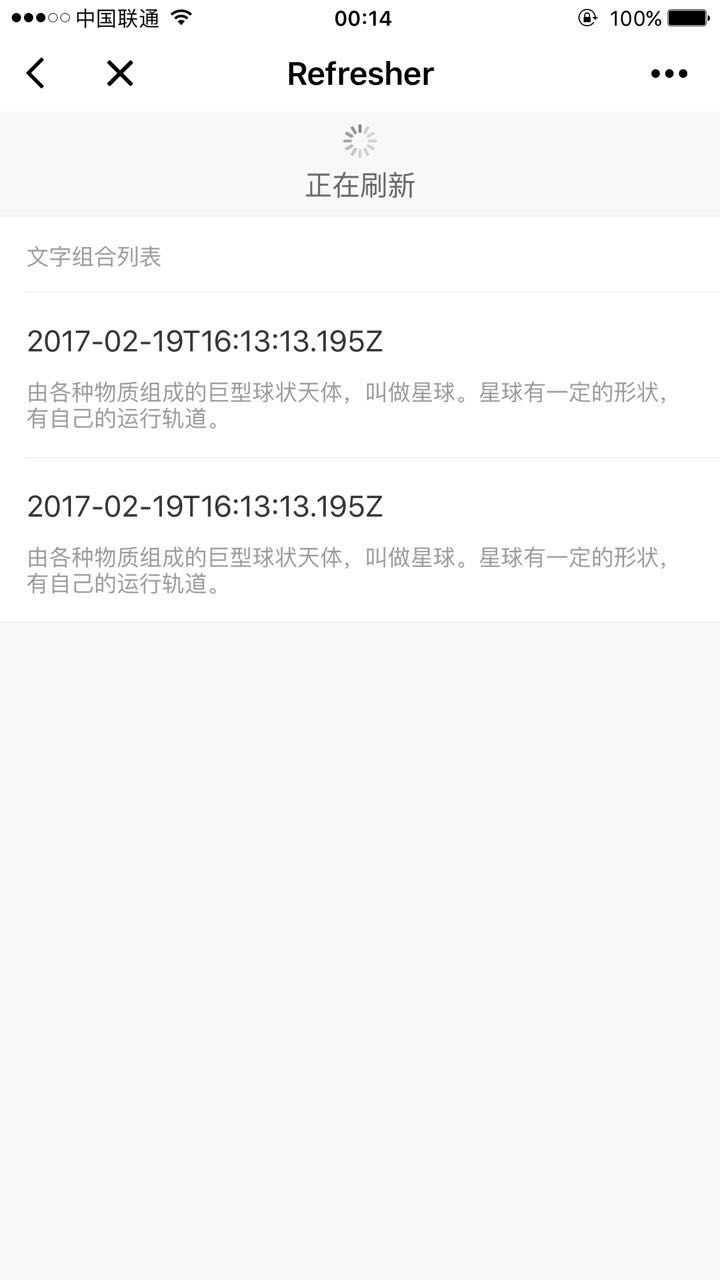 中国联通 00:14 100%
Refresher
正在刷新
文字组合列表
2017-02-19T16:13:13.195Z
由各种物质组成的巨型球状天体，叫做星球。星球有一定的形状，
有自己的运行轨道。
2017-02-19T16:13:13.195Z
由各种物质组成的巨型球状天体，叫做星球。星球有一定的形状，
有自己的运行轨道。